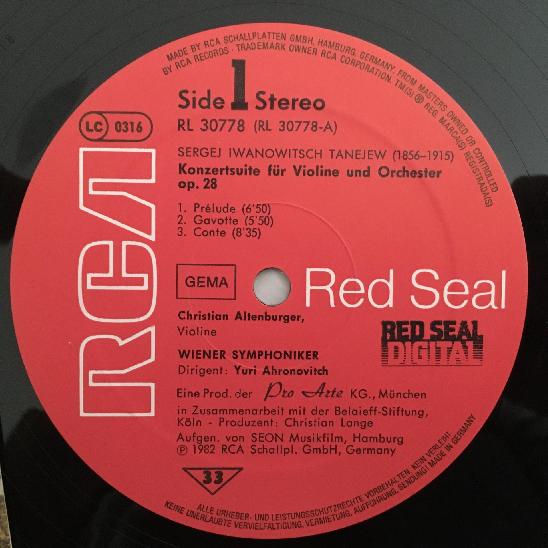 MADE BY RCA SCHALLPLATTEN GMBH, HAMBURG, GERMANY, FROM MASTERS OWNED OR CONTROLLED
BY RCA RECORDS · TRADEMARK OWNER RCA CORPORATION. TM(S) ® REG. MARCA(S) REGISTRADA(S)
Side 1 Stereo
RL 30778 (RL 30778-A)
LC 0316
SERGEJ IWANOWITSCH TANEJEW (1856-1915)
Konzertsuite für Violine und Orchester
op. 28
1. Prélude (6'50)
2. Gavotte (5'50)
3. Conte (8'35)
RCA
GEMA
Red Seal
Christian Altenburger,
Violine
RED SEAL
DIGITAL
WIENER SYMPHONIKER
Dirigent: Yuri Ahronovitch
Eine Prod. der Pro Arte KG., München
in Zusammenarbeit mit der Belaieff-Stiftung,
Köln - Produzent: Christian Lange
Aufgen. von SEON Musikfilm, Hamburg
℗ 1982 RCA Schallpl. GmbH, Germany
33
ALLE URHEBER- UND LEISTUNGSSCHUTZRECHTE VORBEHALTEN. KEIN VERLEIH!
KEINE UNERLAUBTE VERVIELFÄLTIGUNG, VERMIETUNG, AUFFÜHRUNG, SENDUNG! MADE IN GERMANY